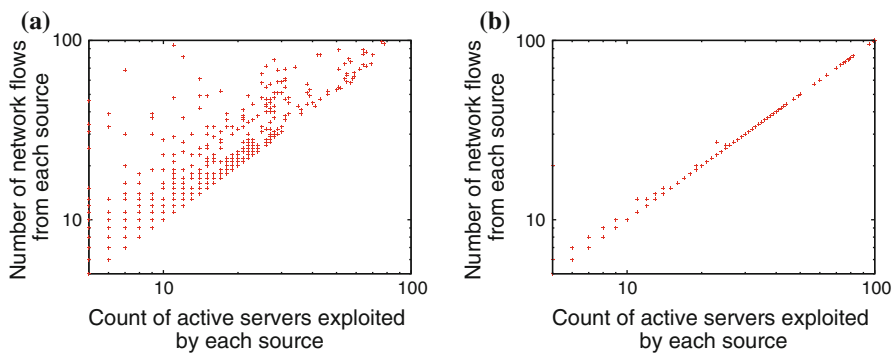 (a)
Number of network flows
from each source
100
10
10
100
Count of active servers exploited
by each source
(b)
Number of network flows
from each source
100
10
10
100
Count of active servers exploited
by each source